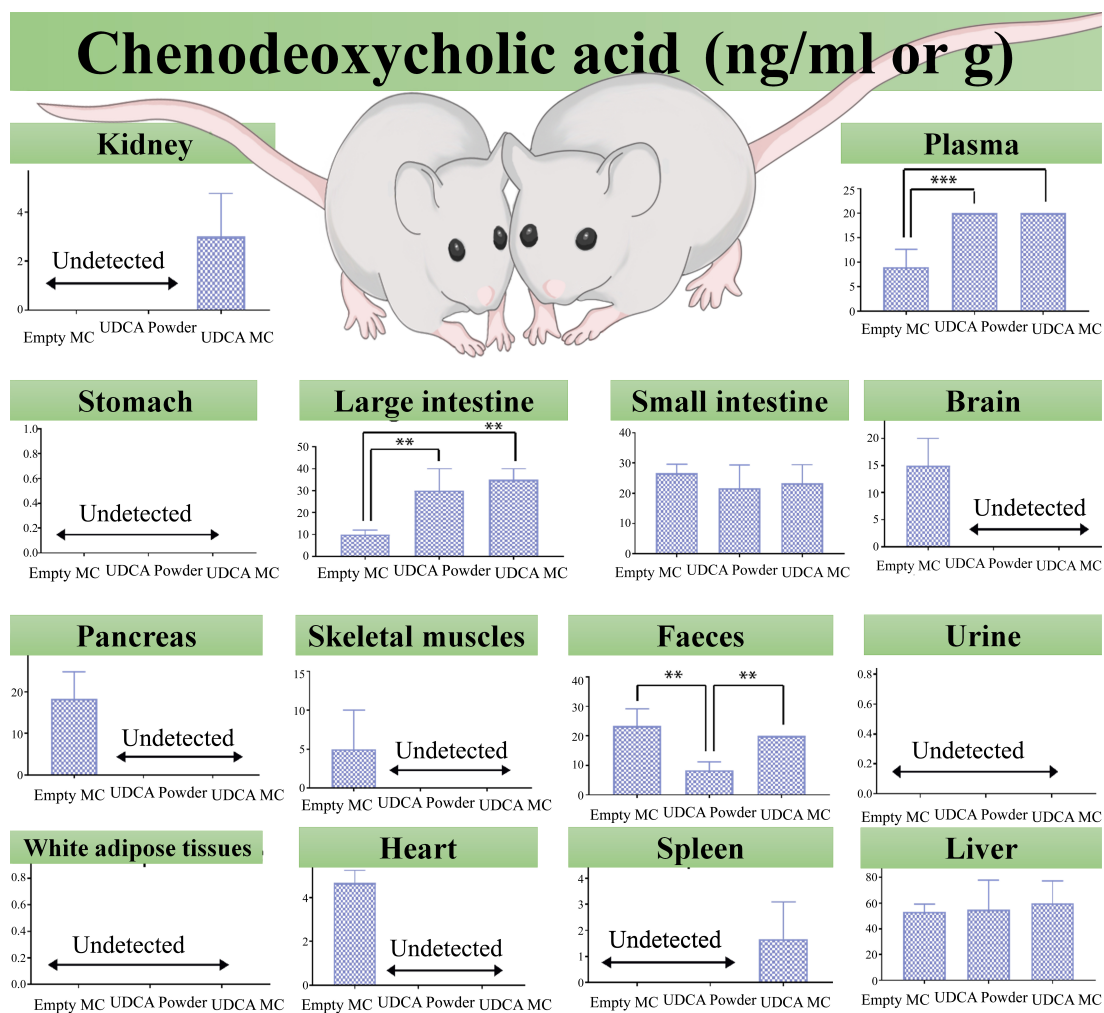 Chenodeoxycholic acid (ng/ml or g)
Kidney
4
2
0
Undetected
Empty MC
UDCA Powder
UDCA MC
Plasma
25
20
15
10
5
0
***
Empty MC
UDCA Powder
UDCA MC
Stomach
1.0
0.8
0.6
0.4
0.2
0.0
Undetected
Empty MC
UDCA Powder
UDCA MC
Large intestine
50
40
30
20
10
0
**
**
Empty MC
UDCA Powder
UDCA MC
Small intestine
40
30
20
10
0
Empty MC
UDCA Powder
UDCA MC
Brain
20
15
10
5
0
Undetected
Empty MC
UDCA Powder
UDCA MC
Pancreas
20
10
0
Undetected
Empty MC
UDCA Powder
UDCA MC
Skeletal muscles
15
10
5
0
Undetected
Empty MC
UDCA Powder
UDCA MC
Faeces
40
30
20
10
0
**
**
Empty MC
UDCA Powder
UDCA MC
Urine
0.8
0.6
0.4
0.2
0.0
Undetected
Empty MC
UDCA Powder
UDCA MC
White adipose tissues
0.8
0.6
0.4
0.2
0.0
Undetected
Empty MC
UDCA Powder
UDCA MC
Heart
4
2
0
Undetected
Empty MC
UDCA Powder
UDCA MC
Spleen
4
3
2
1
0
Undetected
Empty MC
UDCA Powder
UDCA MC
Liver
80
60
40
20
0
Empty MC
UDCA Powder
UDCA MC